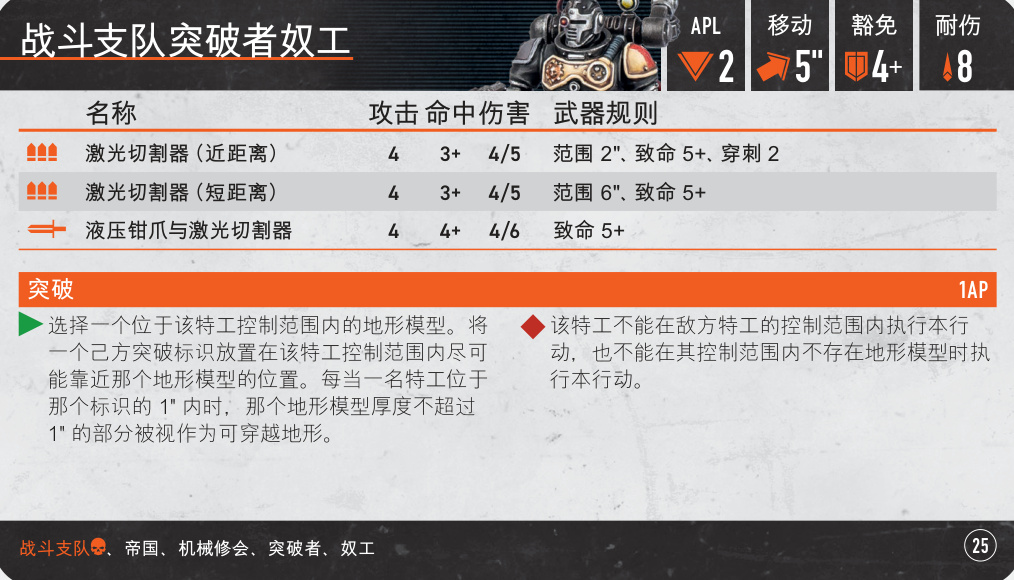 战斗支队突破者奴工
APL 移动 豁免 耐伤
2 5" 4+ 8
名称 攻击 命中 伤害 武器规则
激光切割器（近距离） 4 3+ 4/5 范围 2"、致命 5+、穿刺 2
激光切割器（短距离） 4 3+ 4/5 范围 6"、致命 5+
液压钳爪与激光切割器 4 4+ 4/6 致命 5+
突破 1AP
选择一个位于该特工控制范围内的地形模型。将
一个己方突破标识放置在该特工控制范围内尽可
能靠近那个地形模型的位置。每当一名特工位于
那个标识的 1" 内时，那个地形模型厚度不超过
1" 的部分被视作为可穿越地形。
该特工不能在敌方特工的控制范围内执行本行
动，也不能在其控制范围内不存在地形模型时执
行本行动。
战斗支队、帝国、机械修会、突破者、奴工
25